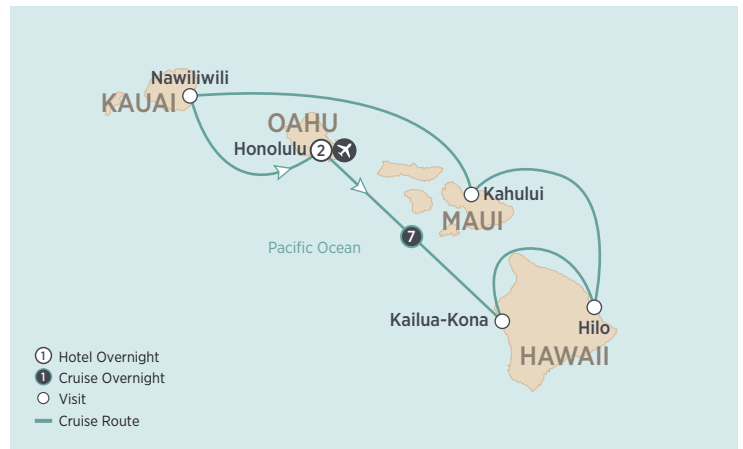 Nawiliwili
KAUAI
OAHU
Honolulu 2
Kahului
MAUI
7
Pacific Ocean
Kailua-Kona
Hilo
HAWAII
1 Hotel Overnight
1 Cruise Overnight
Visit
Cruise Route